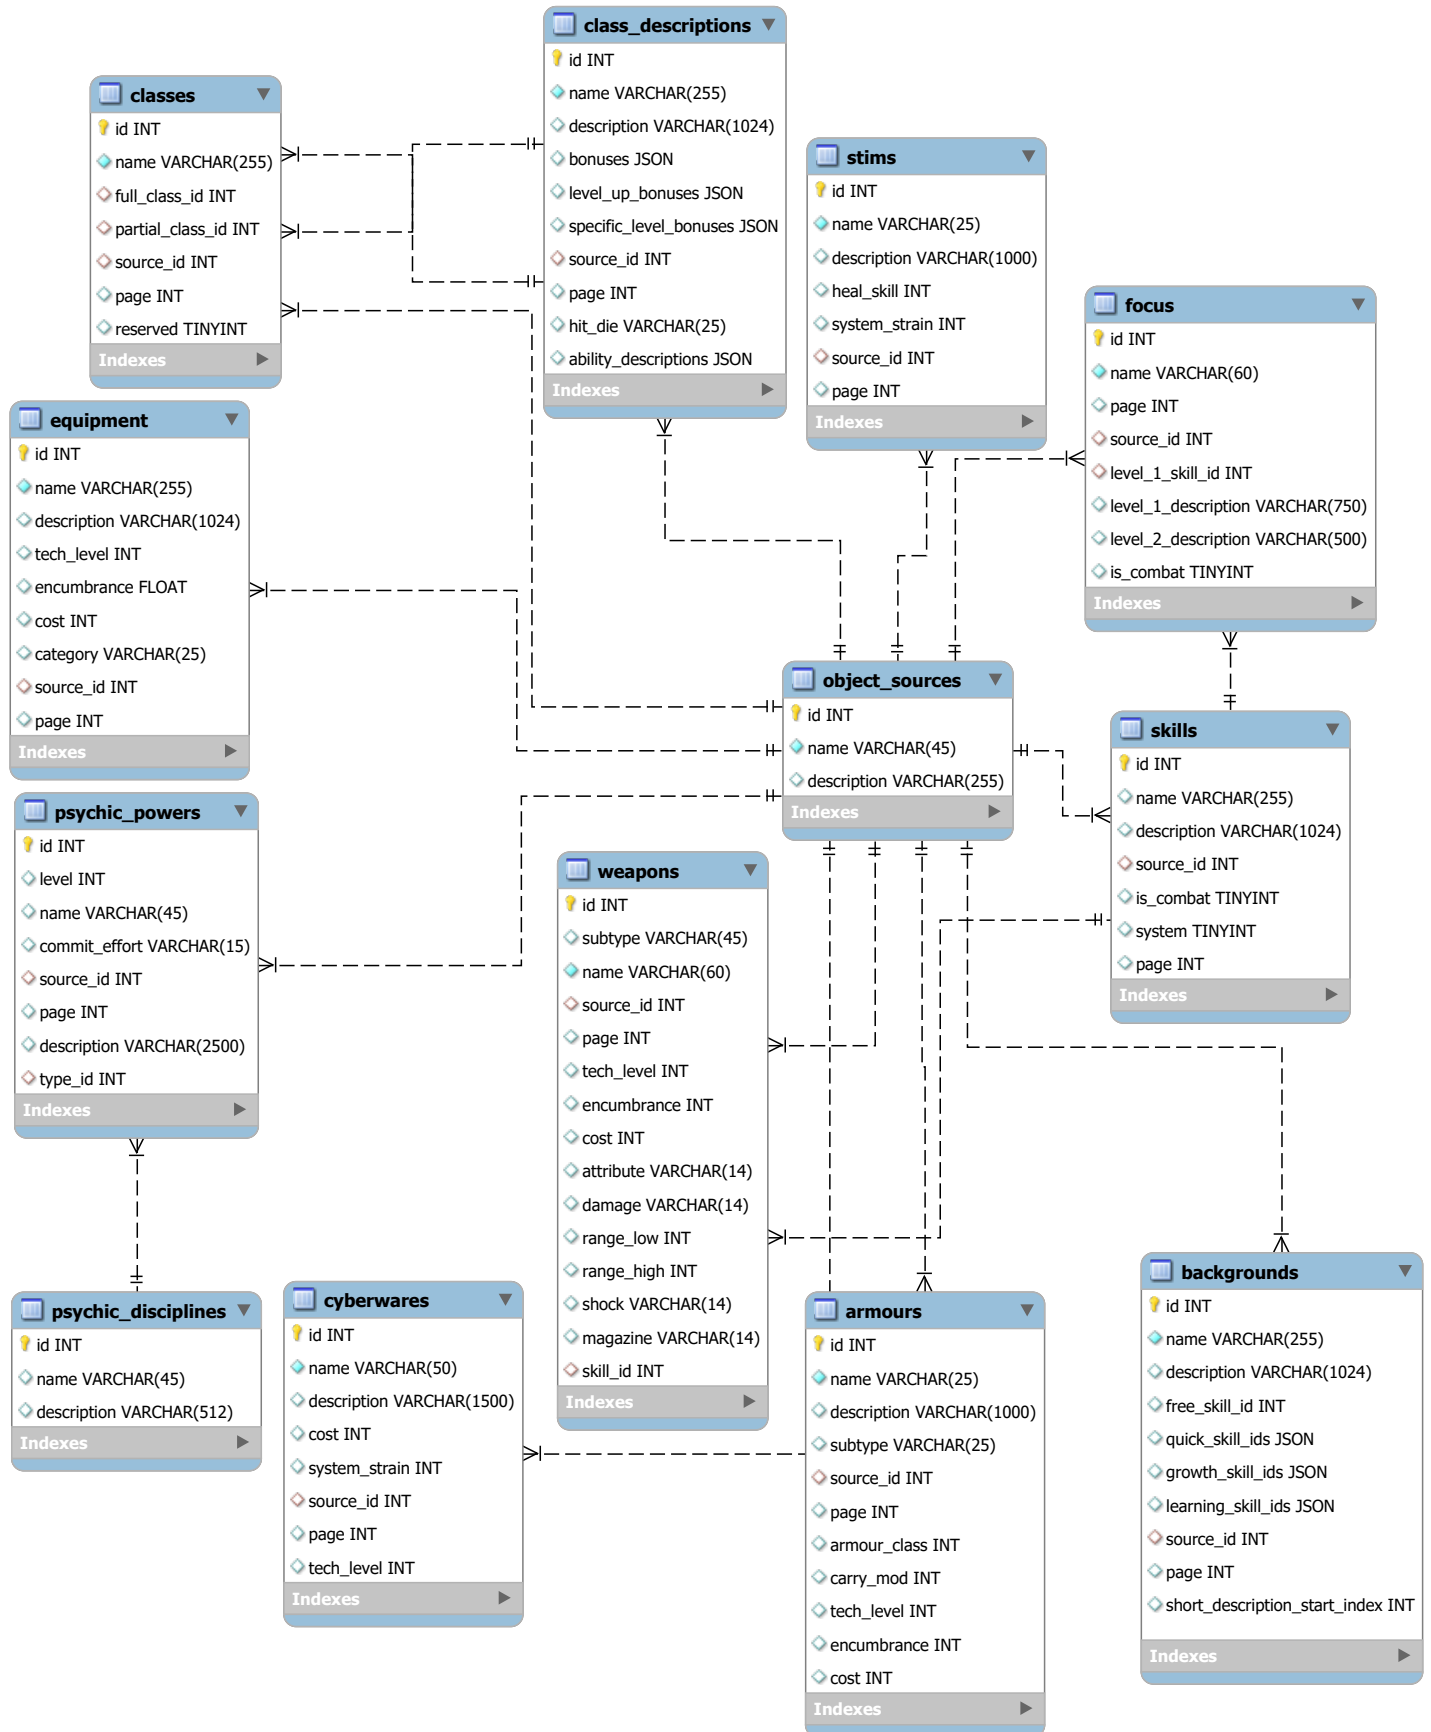 class_descriptions
id INT
name VARCHAR(255)
description VARCHAR(1024)
bonuses JSON
level_up_bonuses JSON
specific_level_bonuses JSON
source_id INT
page INT
hit_die VARCHAR(25)
ability_descriptions JSON
Indexes
classes
id INT
name VARCHAR(255)
full_class_id INT
partial_class_id INT
source_id INT
page INT
reserved TINYINT
Indexes
stims
id INT
name VARCHAR(25)
description VARCHAR(1000)
heal_skill INT
system_strain INT
source_id INT
page INT
Indexes
focus
id INT
name VARCHAR(60)
page INT
source_id INT
level_1_skill_id INT
level_1_description VARCHAR(750)
level_2_description VARCHAR(500)
is_combat TINYINT
Indexes
equipment
id INT
name VARCHAR(255)
description VARCHAR(1024)
tech_level INT
encumbrance FLOAT
cost INT
category VARCHAR(25)
source_id INT
page INT
Indexes
object_sources
id INT
name VARCHAR(45)
description VARCHAR(255)
Indexes
skills
id INT
name VARCHAR(255)
description VARCHAR(1024)
source_id INT
is_combat TINYINT
system TINYINT
page INT
Indexes
psychic_powers
id INT
level INT
name VARCHAR(45)
commit_effort VARCHAR(15)
source_id INT
page INT
description VARCHAR(2500)
type_id INT
Indexes
weapons
id INT
subtype VARCHAR(45)
name VARCHAR(60)
source_id INT
page INT
tech_level INT
encumbrance INT
cost INT
attribute VARCHAR(14)
damage VARCHAR(14)
range_low INT
range_high INT
shock VARCHAR(14)
magazine VARCHAR(14)
skill_id INT
Indexes
psychic_disciplines
id INT
name VARCHAR(45)
description VARCHAR(512)
Indexes
cyberwares
id INT
name VARCHAR(50)
description VARCHAR(1500)
cost INT
system_strain INT
source_id INT
page INT
tech_level INT
Indexes
armours
id INT
name VARCHAR(25)
description VARCHAR(1000)
subtype VARCHAR(25)
source_id INT
page INT
armour_class INT
carry_mod INT
tech_level INT
encumbrance INT
cost INT
Indexes
backgrounds
id INT
name VARCHAR(255)
description VARCHAR(1024)
free_skill_id INT
quick_skill_ids JSON
growth_skill_ids JSON
learning_skill_ids JSON
source_id INT
page INT
short_description_start_index INT
Indexes